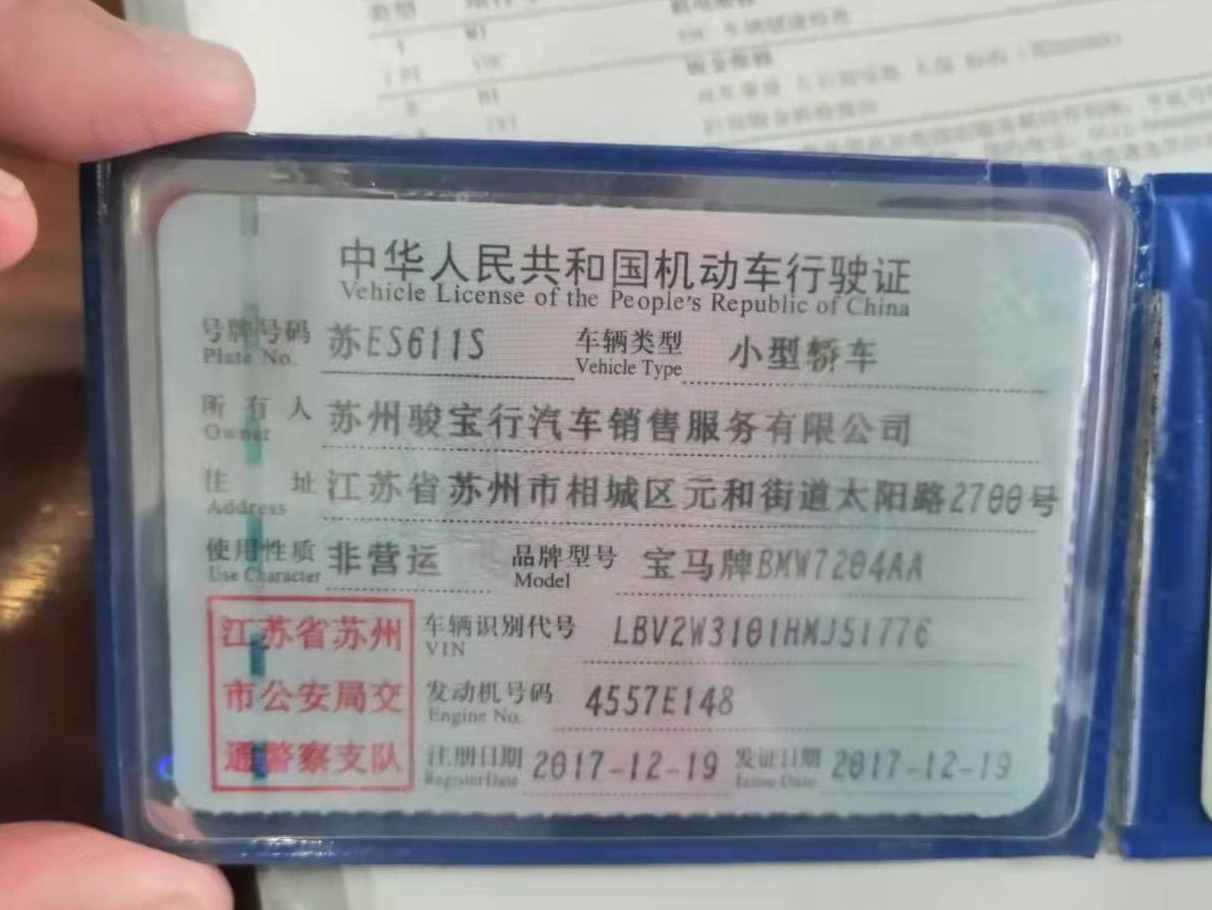 中华人民共和国机动车行驶证
Vehicle License of the People's Republic of China
号牌号码 苏ES611S 车辆类型 小型轿车
Plate No. Vehicle Type
所有人 苏州骏宝行汽车销售服务有限公司
Owner
住址 江苏省苏州市相城区元和街道太阳路2700号
Address
使用性质 非营运 品牌型号 宝马牌BMW7204AA
Use Character Model
江苏省苏州 车辆识别代号 LBV2W3101HMJ51776
VIN
市公安局交 发动机号码 4557E148
Engine No.
通警察支队 注册日期 2017-12-19 发证日期 2017-12-19
Register Date Issue Date